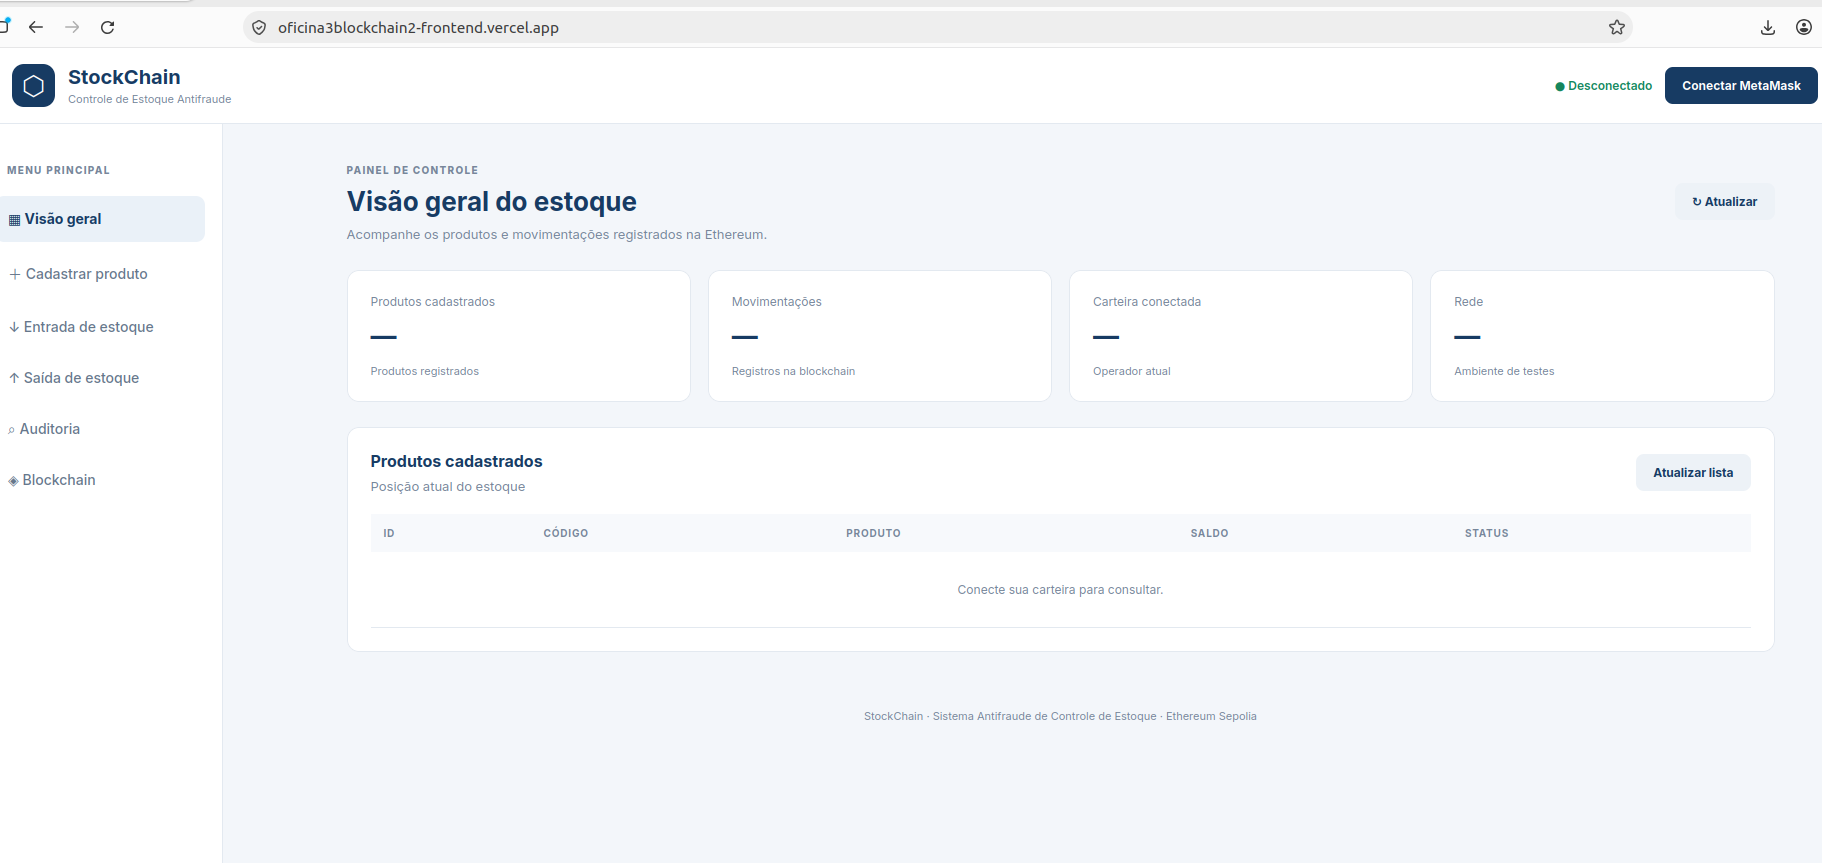 oficina3blockchain2-frontend.vercel.app
StockChain
Controle de Estoque Antifraude
Desconectado
Conectar MetaMask
MENU PRINCIPAL
Visão geral
Cadastrar produto
Entrada de estoque
Saída de estoque
Auditoria
Blockchain
PAINEL DE CONTROLE
Visão geral do estoque
Acompanhe os produtos e movimentações registrados na Ethereum.
↻ Atualizar
Produtos cadastrados
—
Produtos registrados
Movimentações
—
Registros na blockchain
Carteira conectada
—
Operador atual
Rede
—
Ambiente de testes
Produtos cadastrados
Posição atual do estoque
Atualizar lista
ID CÓDIGO PRODUTO SALDO STATUS
Conecte sua carteira para consultar.
StockChain · Sistema Antifraude de Controle de Estoque · Ethereum Sepolia